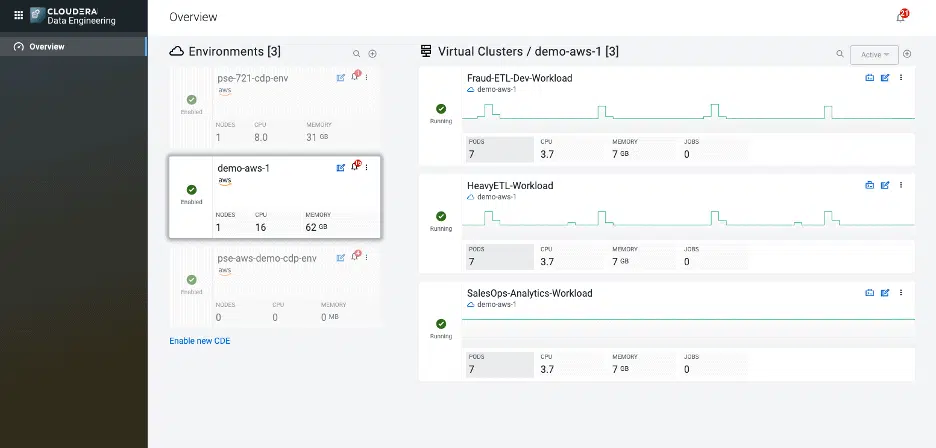 CLOUDERA
Data Engineering
Overview
Overview
21
Environments [3]
pse-721-cdp-env
1
aws
Enabled
NODES CPU MEMORY
1 8.0 31 GB
demo-aws-1
aws
Enabled
NODES CPU MEMORY
1 16 62 GB
pse-aws-demo-cdp-env
4
aws
Enabled
NODES CPU MEMORY
0 0 0 MB
Enable new CDE
Virtual Clusters / demo-aws-1 [3]
Active
Fraud-ETL-Dev-Workload
demo-aws-1
Running
PODS CPU MEMORY JOBS
7 3.7 7 GB 0
HeavyETL-Workload
demo-aws-1
Running
PODS CPU MEMORY JOBS
7 3.7 7 GB 0
SalesOps-Analytics-Workload
demo-aws-1
Running
PODS CPU MEMORY JOBS
7 3.7 7 GB 0